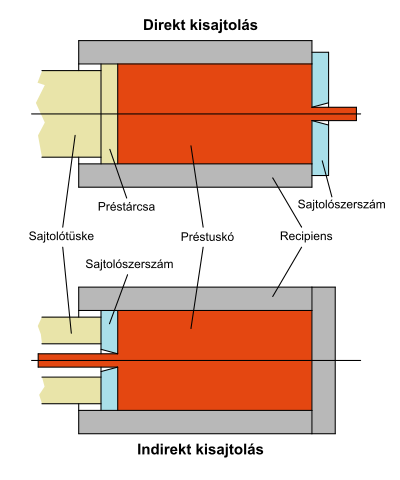 Direkt kisajtolás
Préstárcsa
Sajtolószerszám
Sajtolótüske
Préstuskó
Recipiens
Sajtolószerszám
Indirekt kisajtolás